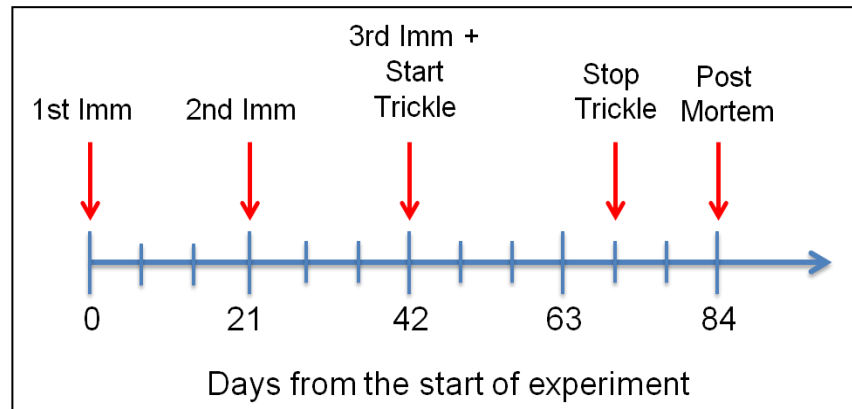 1st Imm
2nd Imm
3rd Imm +
Start
Trickle
Stop
Trickle
Post
Mortem
0
21
42
63
84
Days from the start of experiment